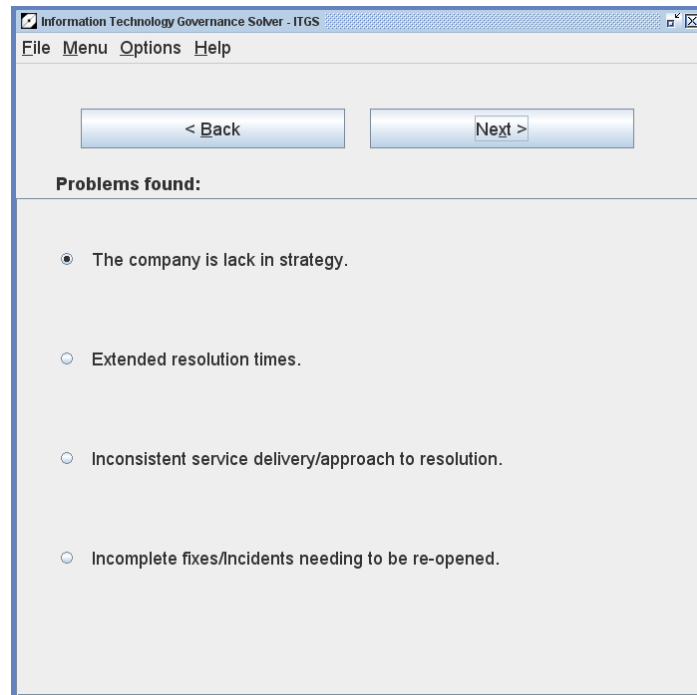 Information Technology Governance Solver - ITGS
File Menu Options Help
< Back Next >
Problems found:
The company is lack in strategy.
Extended resolution times.
Inconsistent service delivery/approach to resolution.
Incomplete fixes/Incidents needing to be re-opened.